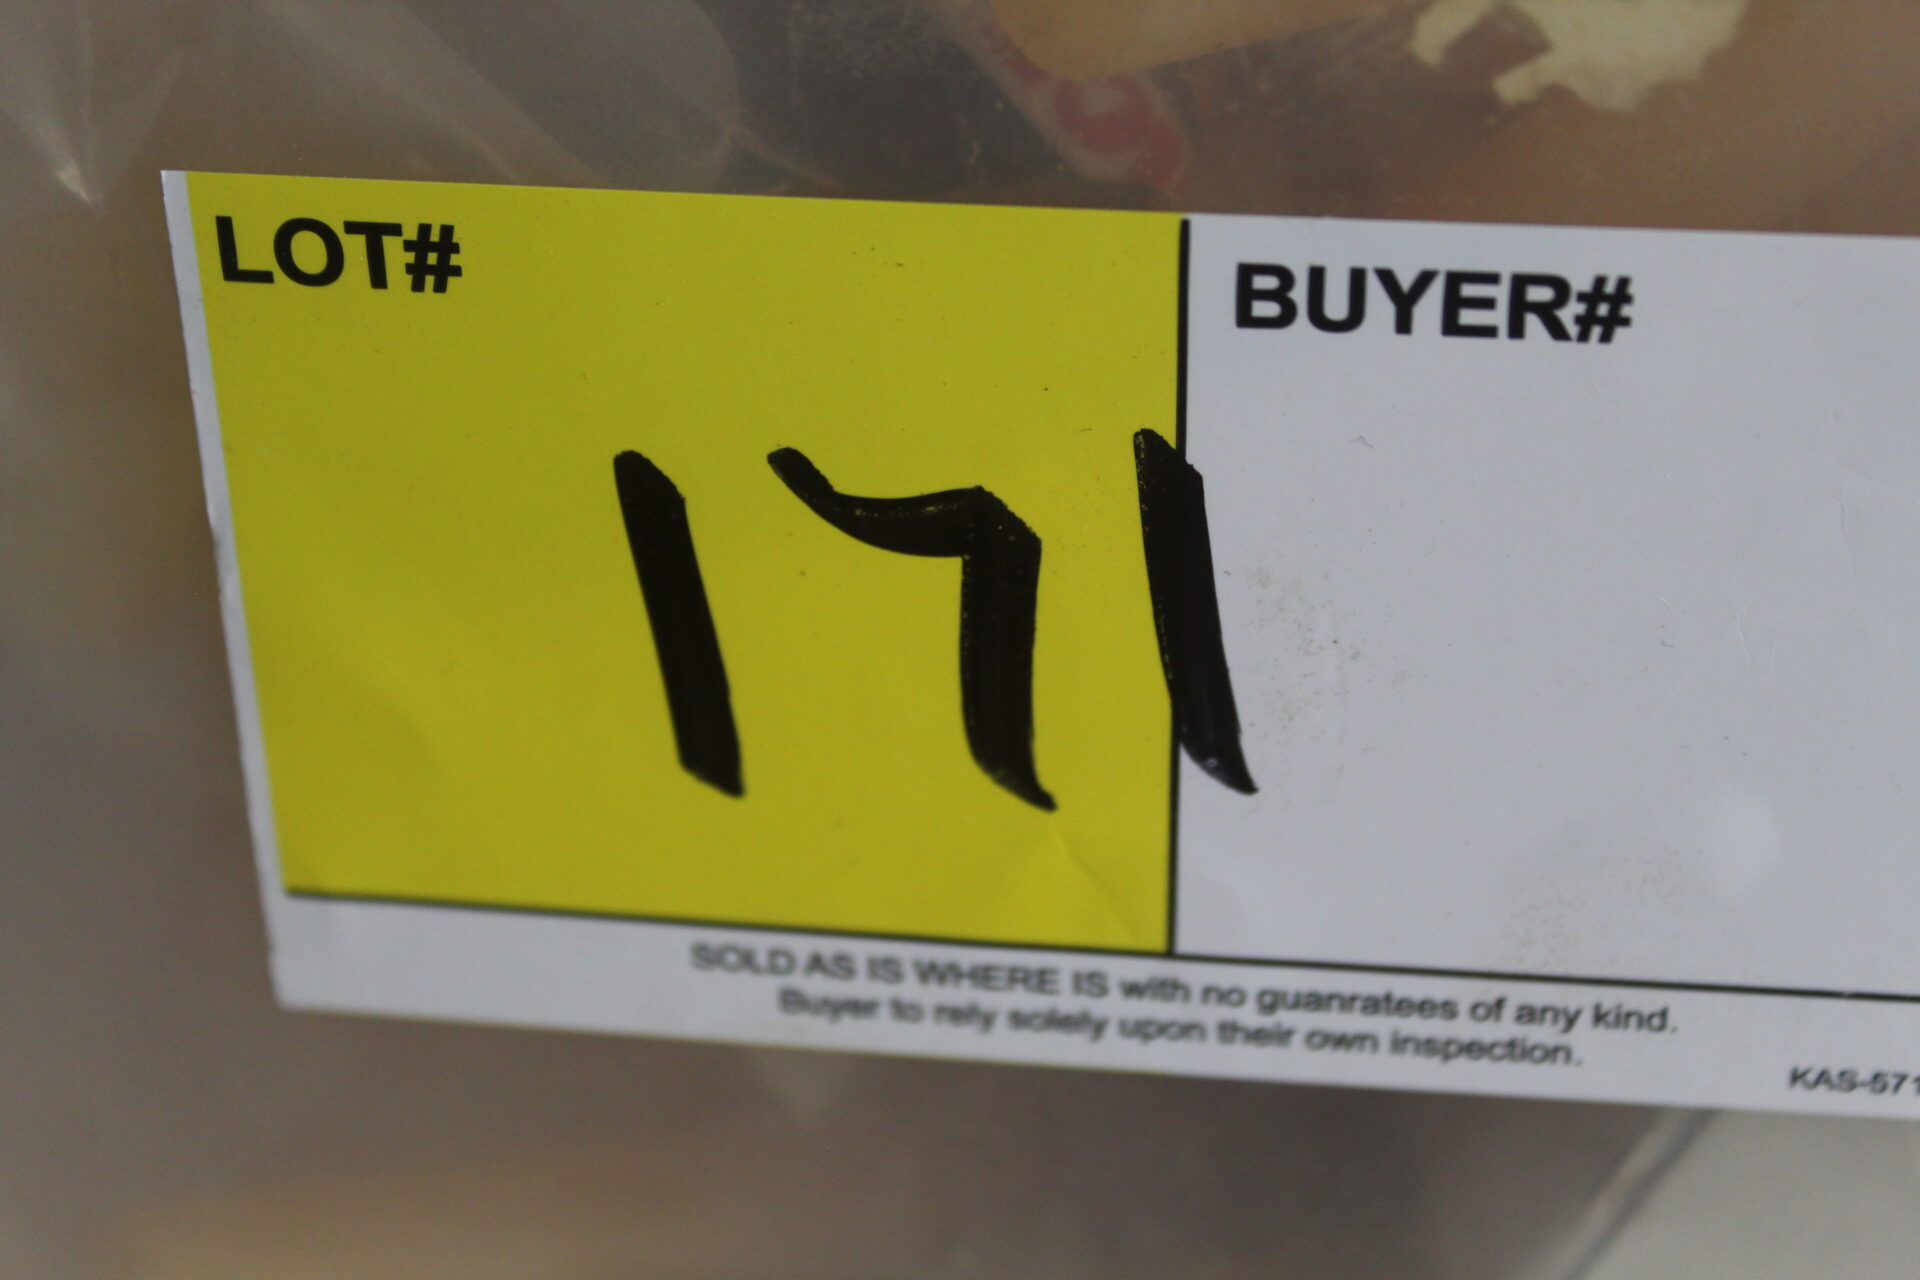 LOT#
BUYER#
171
SOLD AS IS WHERE IS with no guanratees of any kind.
Buyer to rely solely upon their own inspection.
KAS-571